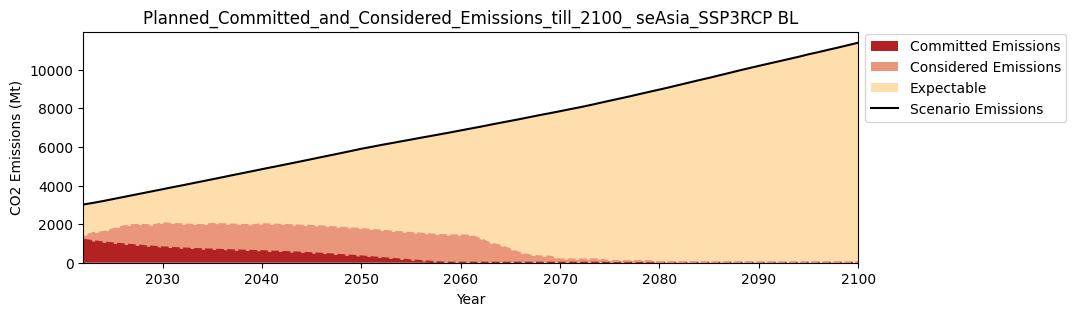 Planned_Committed_and_Considered_Emissions_till_2100_ seAsia_SSP3RCP BL
Committed Emissions
Considered Emissions
Expectable
Scenario Emissions
CO2 Emissions (Mt)
10000
8000
6000
4000
2000
0
2030 2040 2050 2060 2070 2080 2090 2100
Year